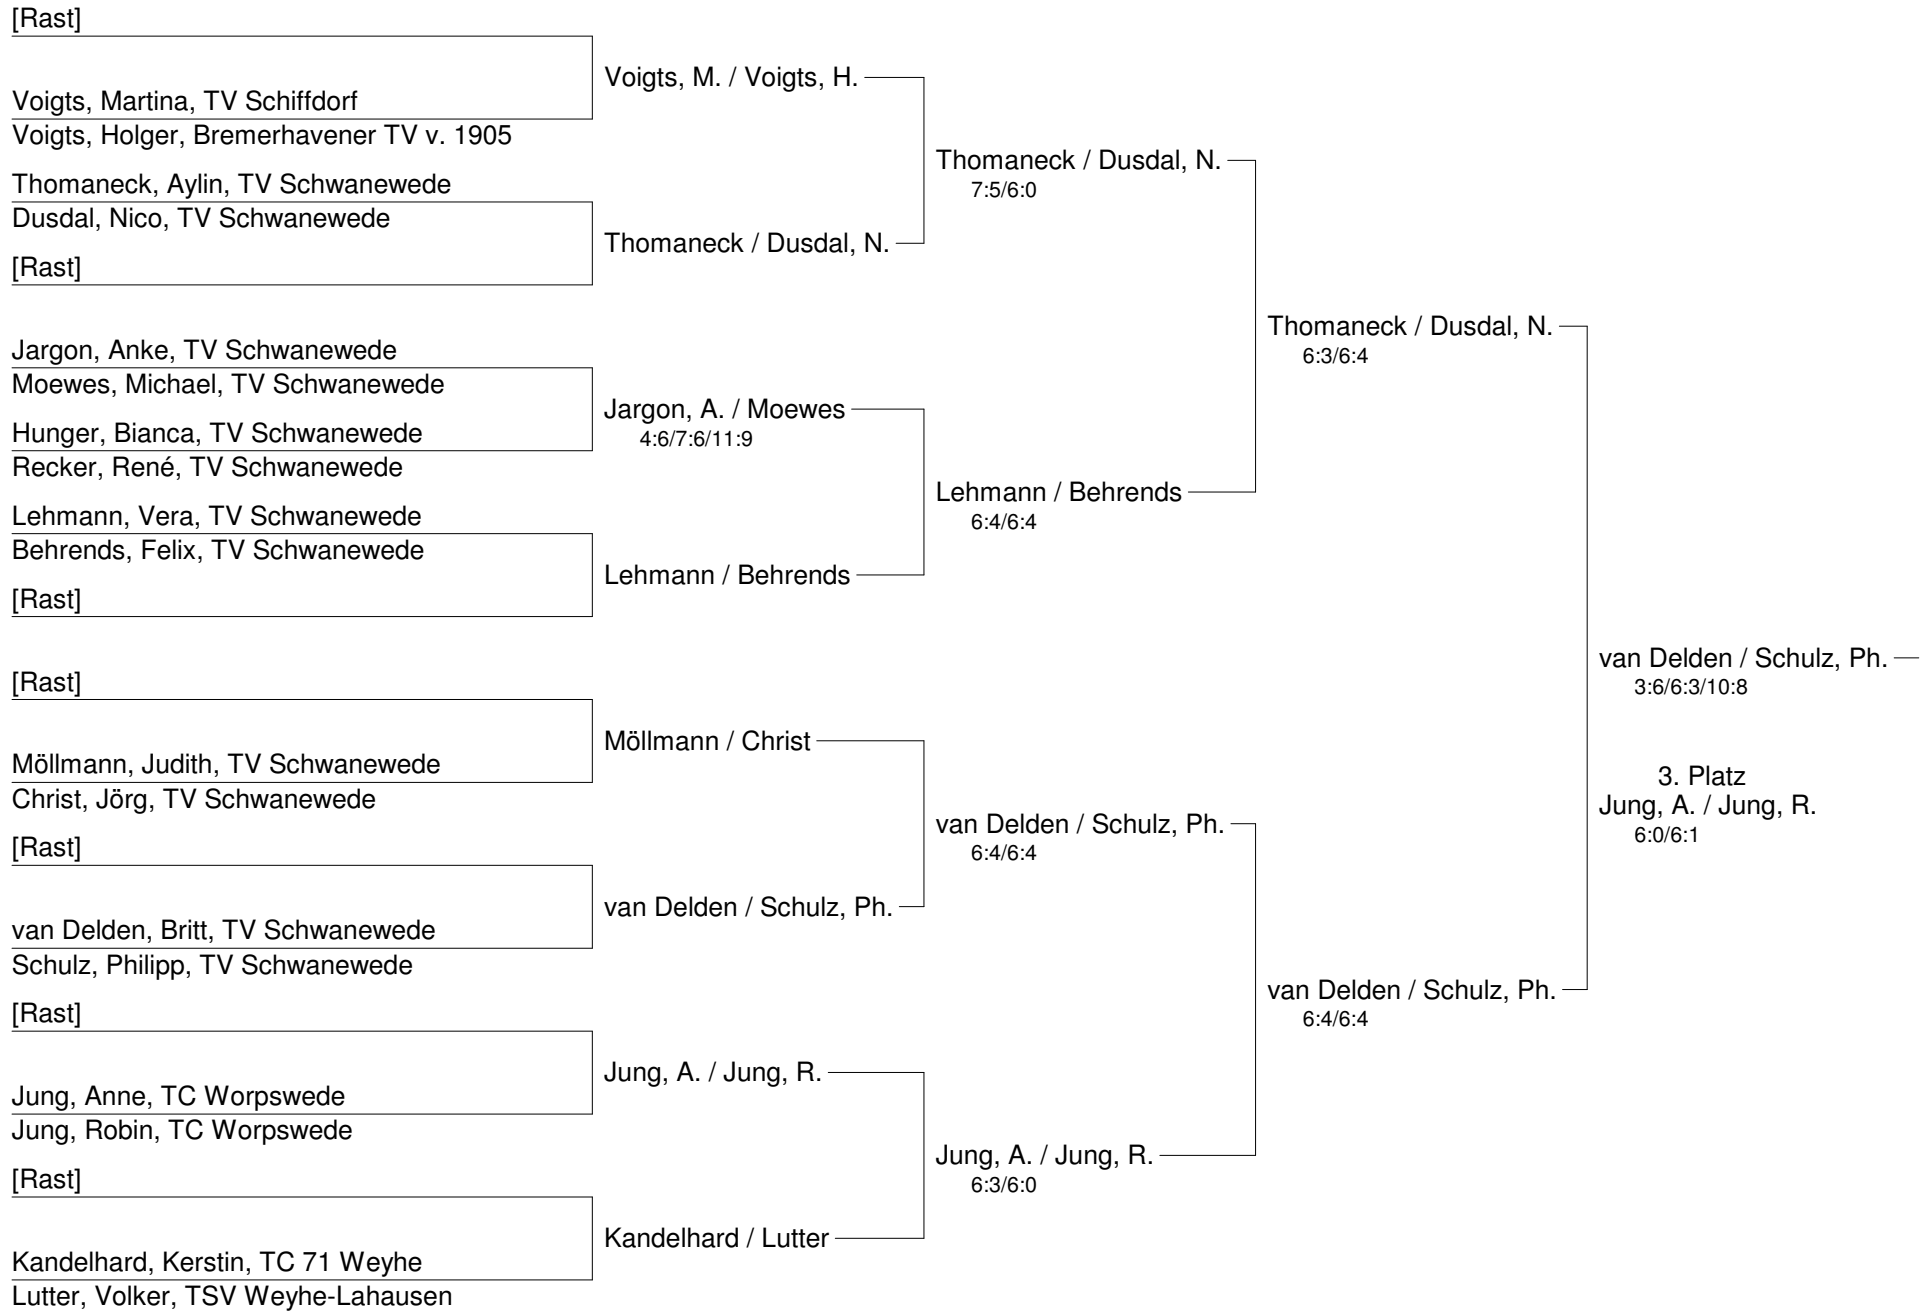 [Rast]
Voigts, Martina, TV Schiffdorf
Voigts, Holger, Bremerhavener TV v. 1905
Thomaneck, Aylin, TV Schwanewede
Dusdal, Nico, TV Schwanewede
[Rast]
Jargon, Anke, TV Schwanewede
Moewes, Michael, TV Schwanewede
Hunger, Bianca, TV Schwanewede
Recker, René, TV Schwanewede
Lehmann, Vera, TV Schwanewede
Behrends, Felix, TV Schwanewede
[Rast]
[Rast]
Möllmann, Judith, TV Schwanewede
Christ, Jörg, TV Schwanewede
[Rast]
van Delden, Britt, TV Schwanewede
Schulz, Philipp, TV Schwanewede
[Rast]
Jung, Anne, TC Worpswede
Jung, Robin, TC Worpswede
[Rast]
Kandelhard, Kerstin, TC 71 Weyhe
Lutter, Volker, TSV Weyhe-Lahausen
Voigts, M. / Voigts, H.
Thomaneck / Dusdal, N.
Jargon, A. / Moewes
4:6/7:6/11:9
Lehmann / Behrends
Möllmann / Christ
van Delden / Schulz, Ph.
Jung, A. / Jung, R.
Kandelhard / Lutter
Thomaneck / Dusdal, N.
7:5/6:0
Lehmann / Behrends
6:4/6:4
van Delden / Schulz, Ph.
6:4/6:4
Jung, A. / Jung, R.
6:3/6:0
Thomaneck / Dusdal, N.
6:3/6:4
van Delden / Schulz, Ph.
6:4/6:4
van Delden / Schulz, Ph.
3:6/6:3/10:8
3. Platz
Jung, A. / Jung, R.
6:0/6:1